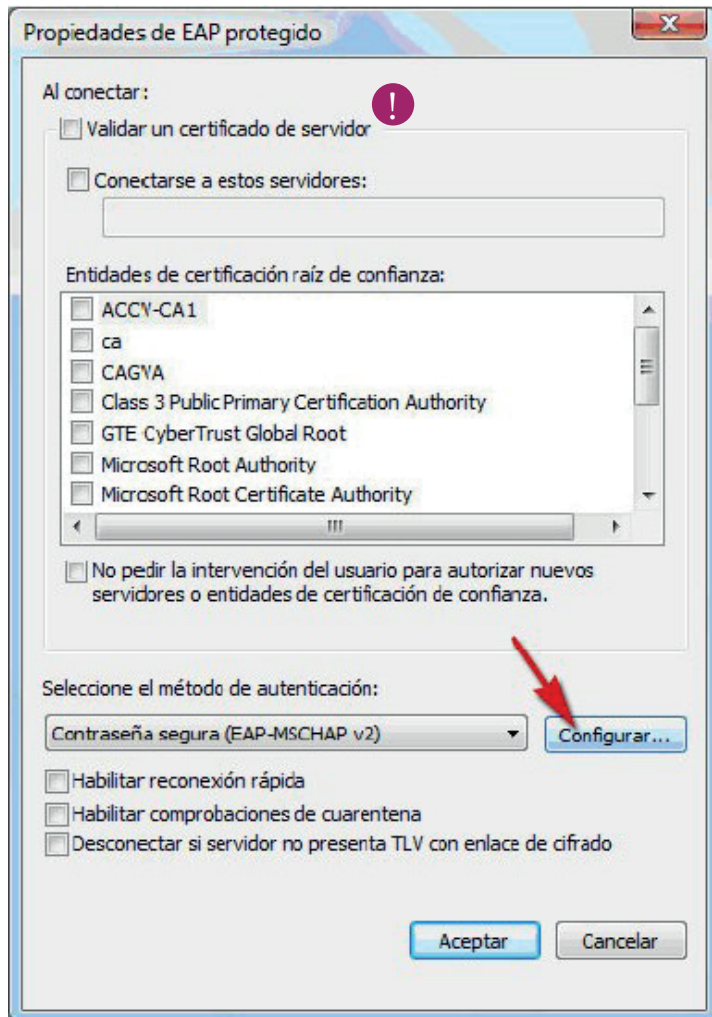 Propiedades de EAP protegido
Al conectar:
!
Validar un certificado de servidor
Conectarse a estos servidores:
Entidades de certificación raíz de confianza:
ACCV-CA1
ca
CAGVA
Class 3 Public Primary Certification Authority
GTE CyberTrust Global Root
Microsoft Root Authority
Microsoft Root Certificate Authority
No pedir la intervención del usuario para autorizar nuevos
servidores o entidades de certificación de confianza.
Seleccione el método de autenticación:
Contraseña segura (EAP-MSCHAP v2)
Configurar...
Habilitar reconexión rápida
Habilitar comprobaciones de cuarentena
Desconectar si servidor no presenta TLV con enlace de cifrado
Aceptar
Cancelar